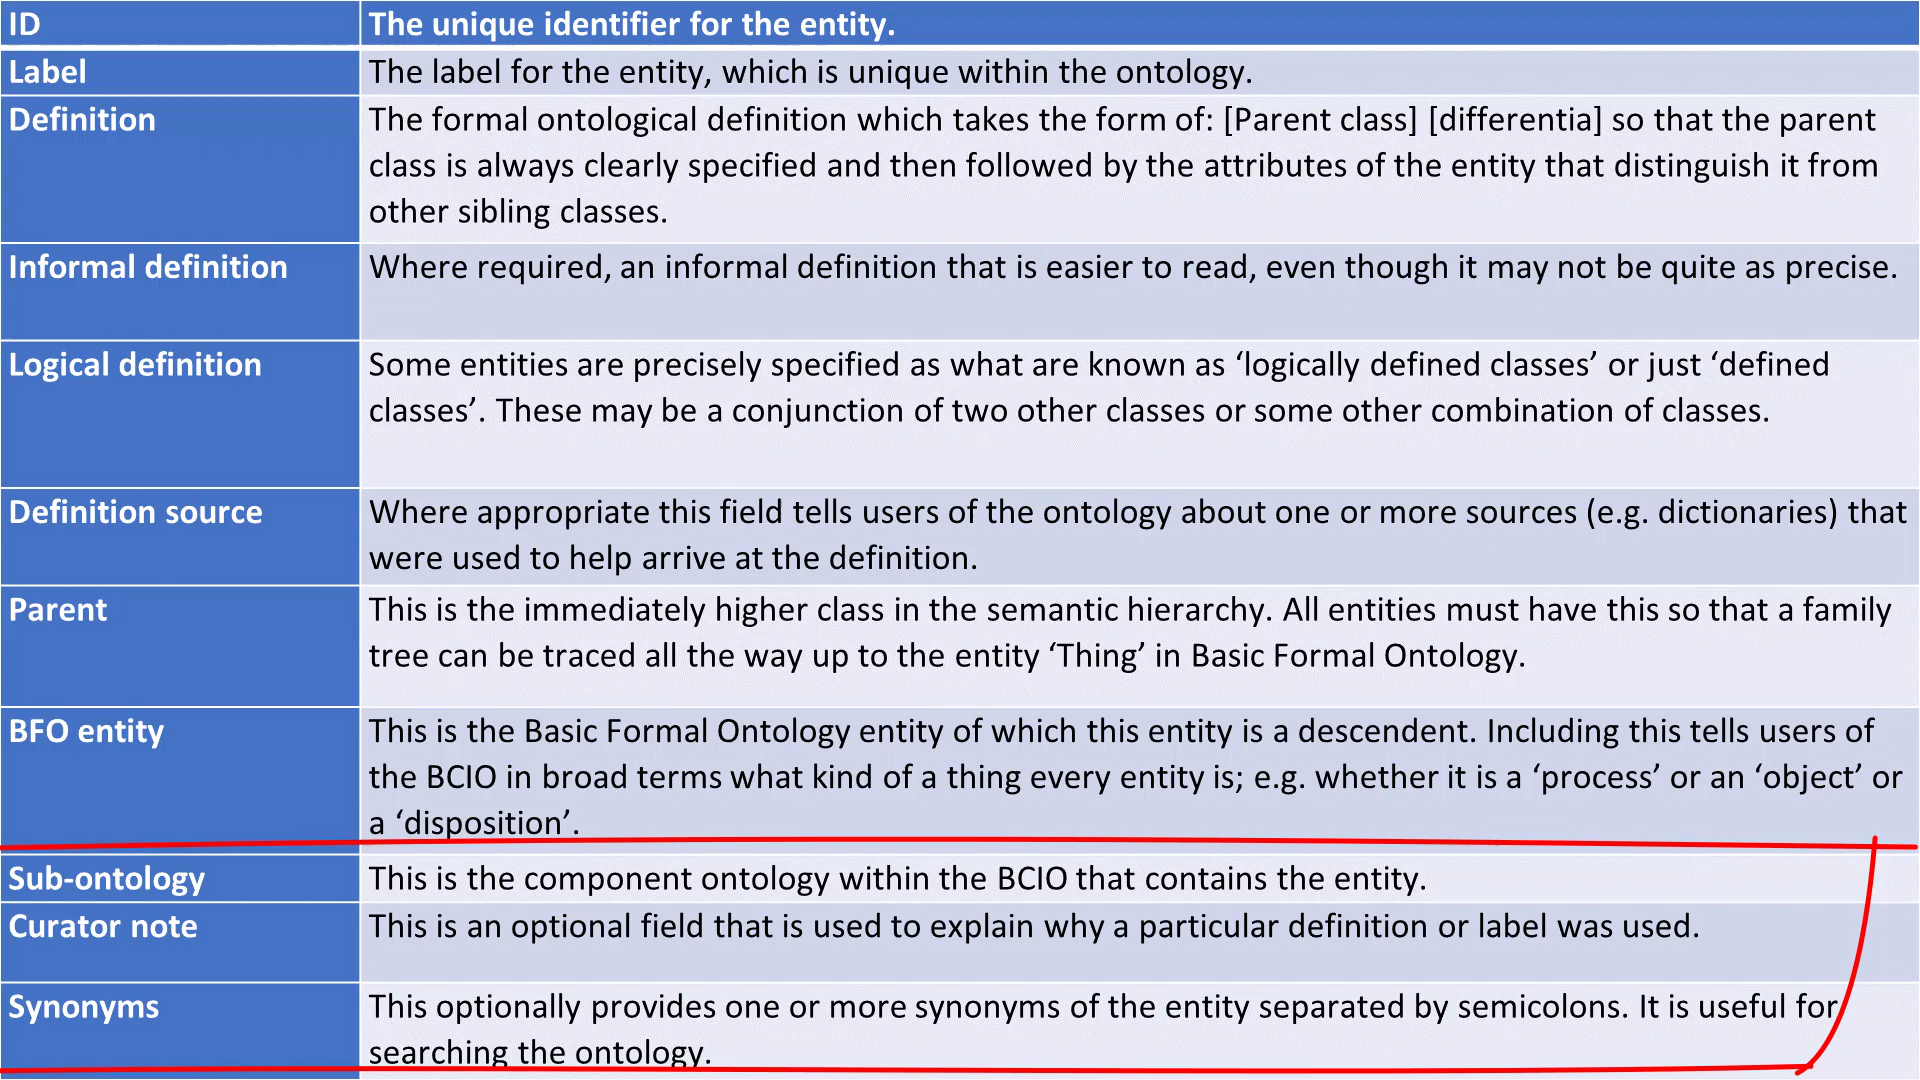 ID
The unique identifier for the entity.
Label
The label for the entity, which is unique within the ontology.
Definition
The formal ontological definition which takes the form of: [Parent class] [differentia] so that the parent
class is always clearly specified and then followed by the attributes of the entity that distinguish it from
other sibling classes.
Informal definition
Where required, an informal definition that is easier to read, even though it may not be quite as precise.
Logical definition
Some entities are precisely specified as what are known as ‘logically defined classes’ or just ‘defined
classes’. These may be a conjunction of two other classes or some other combination of classes.
Definition source
Where appropriate this field tells users of the ontology about one or more sources (e.g. dictionaries) that
were used to help arrive at the definition.
Parent
This is the immediately higher class in the semantic hierarchy. All entities must have this so that a family
tree can be traced all the way up to the entity ‘Thing’ in Basic Formal Ontology.
BFO entity
This is the Basic Formal Ontology entity of which this entity is a descendent. Including this tells users of
the BCIO in broad terms what kind of a thing every entity is; e.g. whether it is a ‘process’ or an ‘object’ or
a ‘disposition’.
Sub-ontology
This is the component ontology within the BCIO that contains the entity.
Curator note
This is an optional field that is used to explain why a particular definition or label was used.
Synonyms
This optionally provides one or more synonyms of the entity separated by semicolons. It is useful for
searching the ontology.